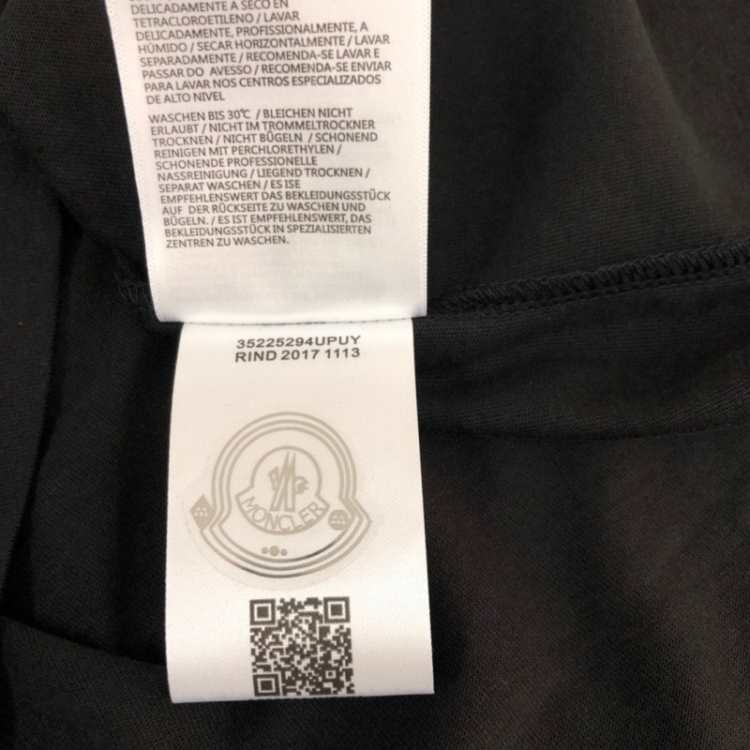 DELICADAMENTE A SECO EN
TETRACLOROETILENO / LAVAR
DELICADAMENTE, PROFISSIONALMENTE, A
HÚMIDO / SECAR HORIZONTALMENTE / LAVAR
SEPARADAMENTE / RECOMENDA-SE LAVAR E
PASSAR DO AVESSO / RECOMENDA-SE ENVIAR
PARA LAVAR NOS CENTROS ESPECIALIZADOS
DE ALTO NIVEL
WASCHEN BIS 30℃ / BLEICHEN NICHT
ERLAUBT / NICHT IM TROMMELTROCKNER
TROCKNEN / NICHT BÜGELN / SCHONEND
REINIGEN MIT PERCHLORETHYLEN /
SCHONENDE PROFESSIONELLE
NASSREINIGUNG / LIEGEND TROCKNEN /
SEPARAT WASCHEN / ES ISE
EMPFEHLENSWERT DAS BEKLEIDUNGSSTÜCK
AUF DER RÜCKSEITE ZU WASCHEN UND
BÜGELN. / ES IST EMPFEHLENSWERT, DAS
BEKLEIDUNGSSTÜCK IN SPEZIALISIERTEN
ZENTREN ZU WASCHEN.
35225294UPUY
RIND 2017 1113
MONCLER